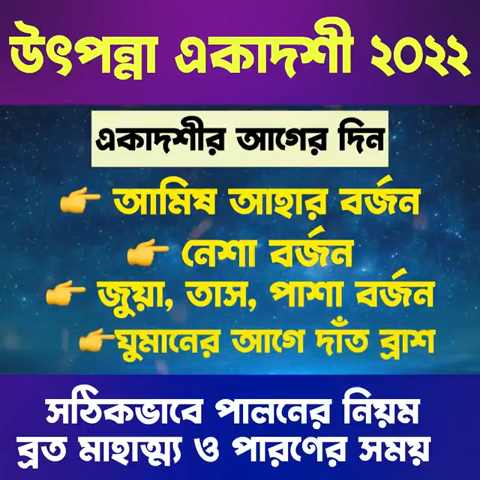 উৎপন্না একাদশী ২০২২
একাদশীর আগের দিন
👉 আমিষ আহার বর্জন
👉 নেশা বর্জন
👉 জুয়া, তাস, পাশা বর্জন
👉ঘুমানের আগে দাঁত ব্রাশ
সঠিকভাবে পালনের নিয়ম
ব্রত মাহাত্ম্য ও পারণের সময়